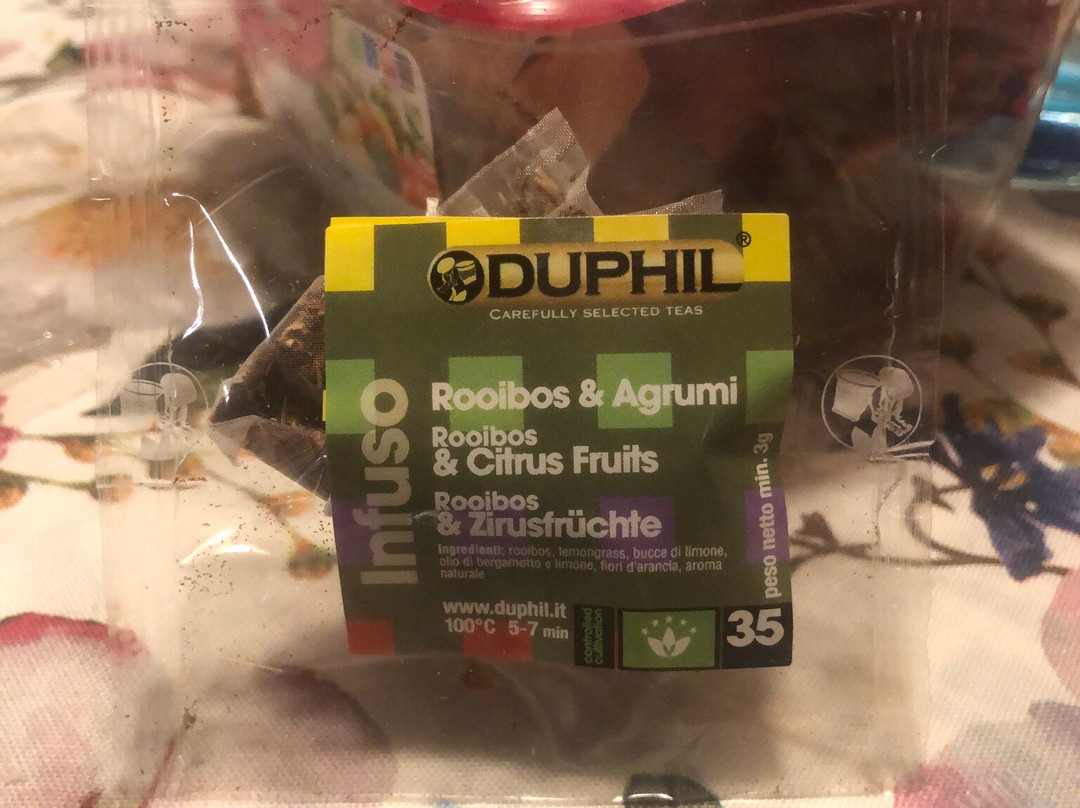 DUPHIL®
CAREFULLY SELECTED TEAS
Infuso
Rooibos & Agrumi
Rooibos
& Citrus Fruits
Rooibos
& Zirusfrüchte
Ingredienti: rooibos, lemongrass, bucce di limone,
olio di bergamotto e limone, fiori d'arancia, aroma
naturale
peso netto min. 3g
www.duphil.it
100°C 5-7 min
controlled
cultivation
35